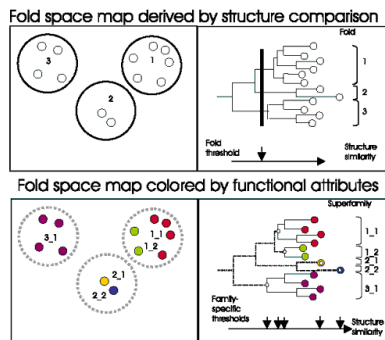 Fold space map derived by structure comparison
3
1
2
Fold
1
2
3
Fold
threshold
Structure
similarity
Fold space map colored by functional attributes
3_1
1_1
1_2
2_1
2_2
Superfamily
1_1
1_2
2_1
2_2
3_1
Family-
specific
thresholds
Structure
similarity